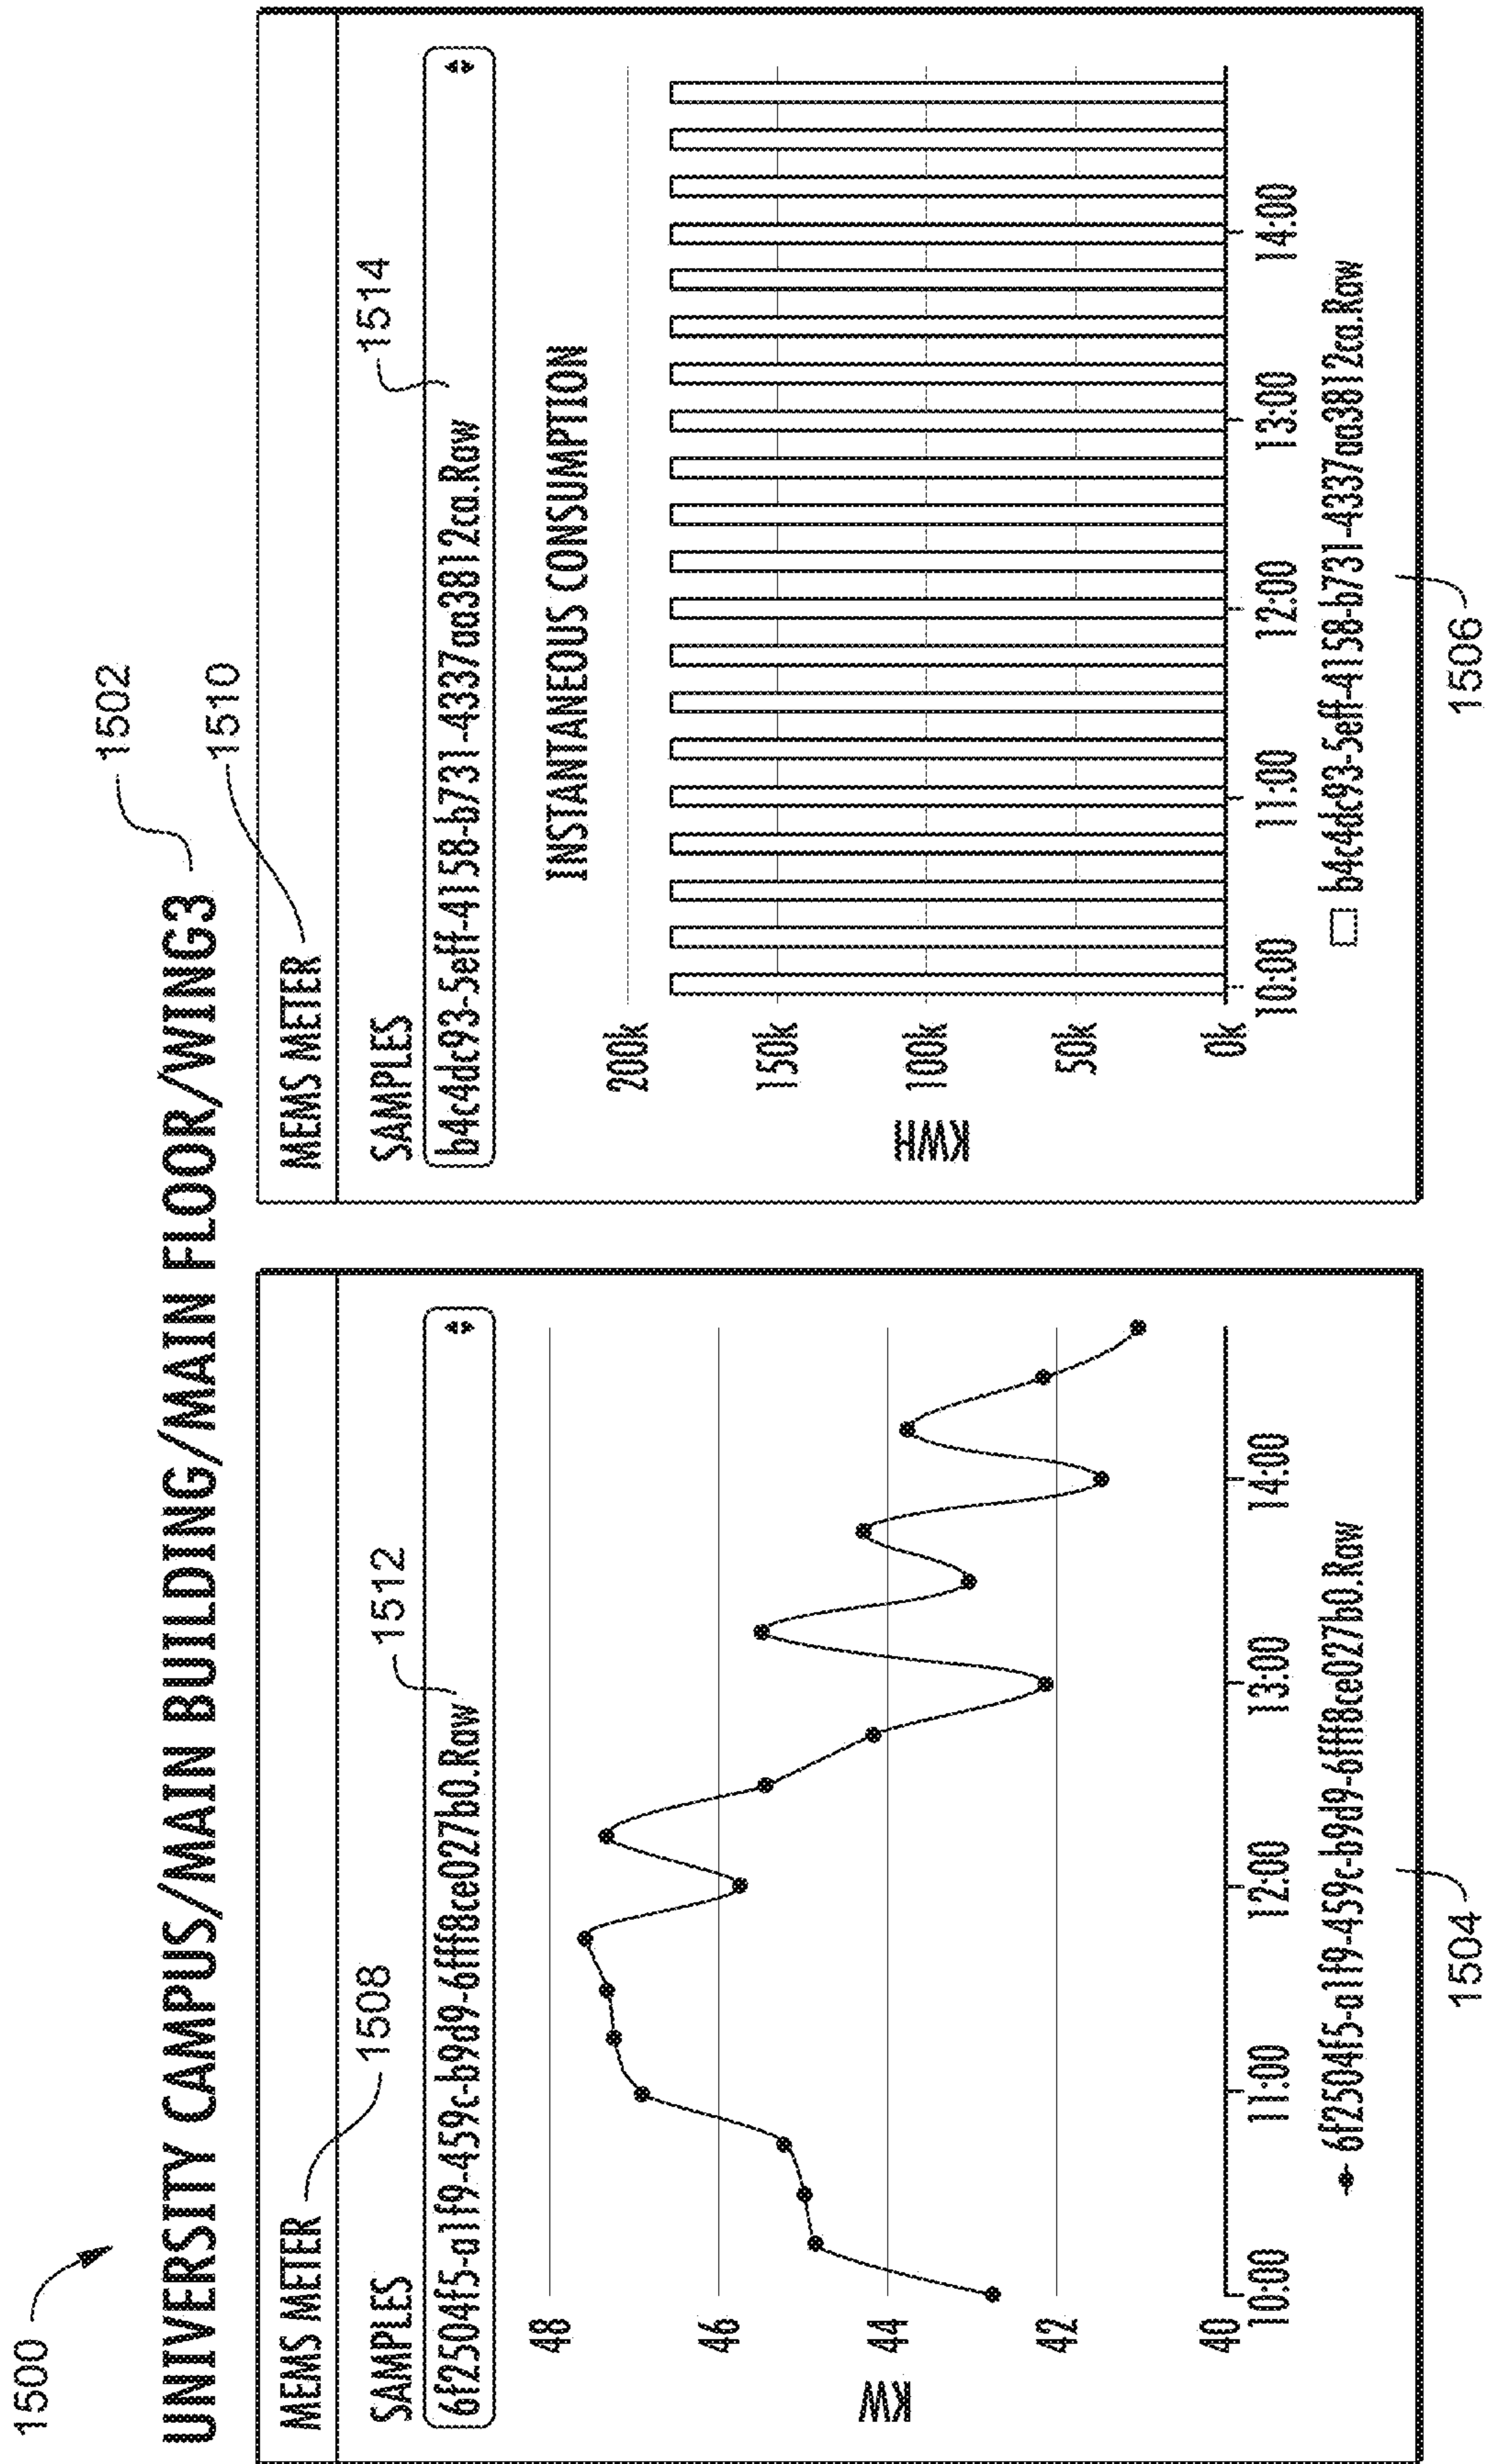 1500
UNIVERSITY CAMPUS/MAIN BUILDING/MAIN FLOOR/WING3
1502
MEMS METER
1508
SAMPLES
1512
6f2504f5-a1f9-459c-b9d9-6fff8ce027b0.Raw
KW
48
46
44
42
40
10:00 11:00 12:00 13:00 14:00
6f2504f5-a1f9-459c-b9d9-6fff8ce027b0.Raw
1504
MEMS METER
1510
SAMPLES
1514
b4c4dc93-5eff-4158-b731-4337aa3812ca.Raw
INSTANTANEOUS CONSUMPTION
KWH
200k
150k
100k
50k
0k
10:00 11:00 12:00 13:00 14:00
b4c4dc93-5eff-4158-b731-4337aa3812ca.Raw
1506